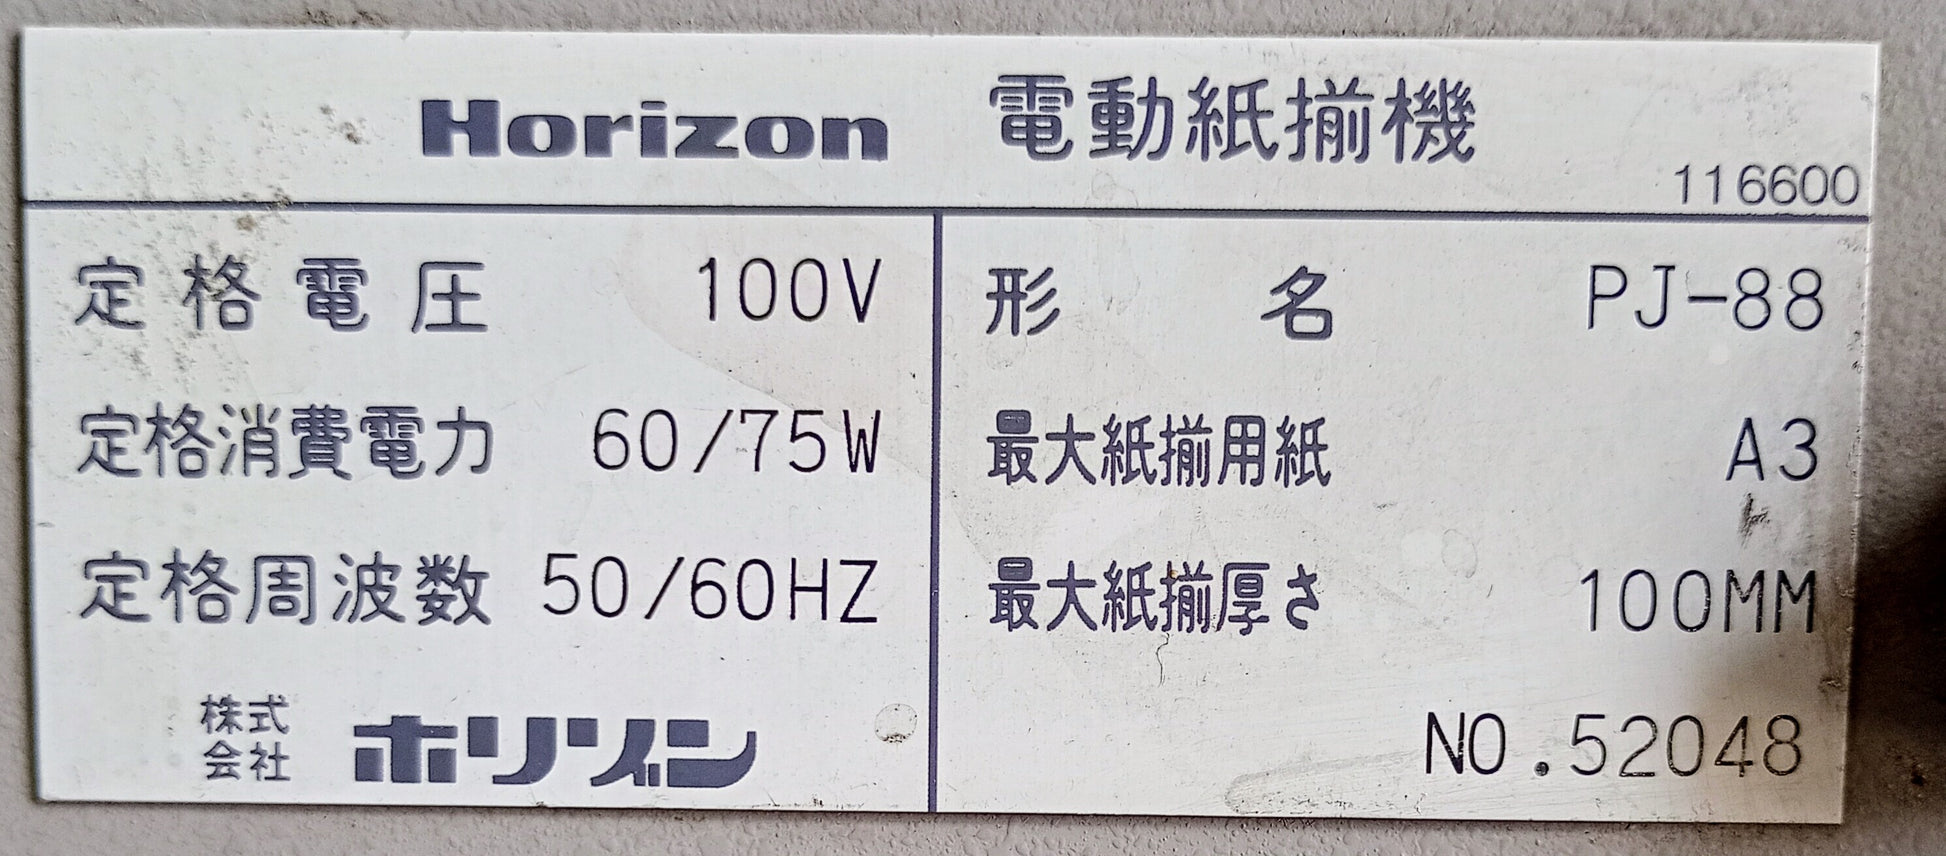 Horizon 電動紙揃機
116600
定格電圧 100V
定格消費電力 60/75W
定格周波数 50/60HZ
株式会社 ホリゾン
形名 PJ-88
最大紙揃用紙 A3
最大紙揃厚さ 100MM
NO.52048